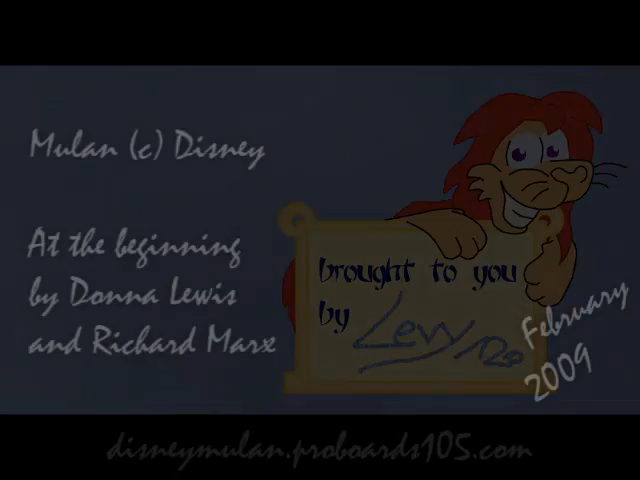 Mulan (c) Disney
At the beginning
by Donna Lewis
and Richard Marx
brought to you
by
February
2009
disneymulan.proboards105.com